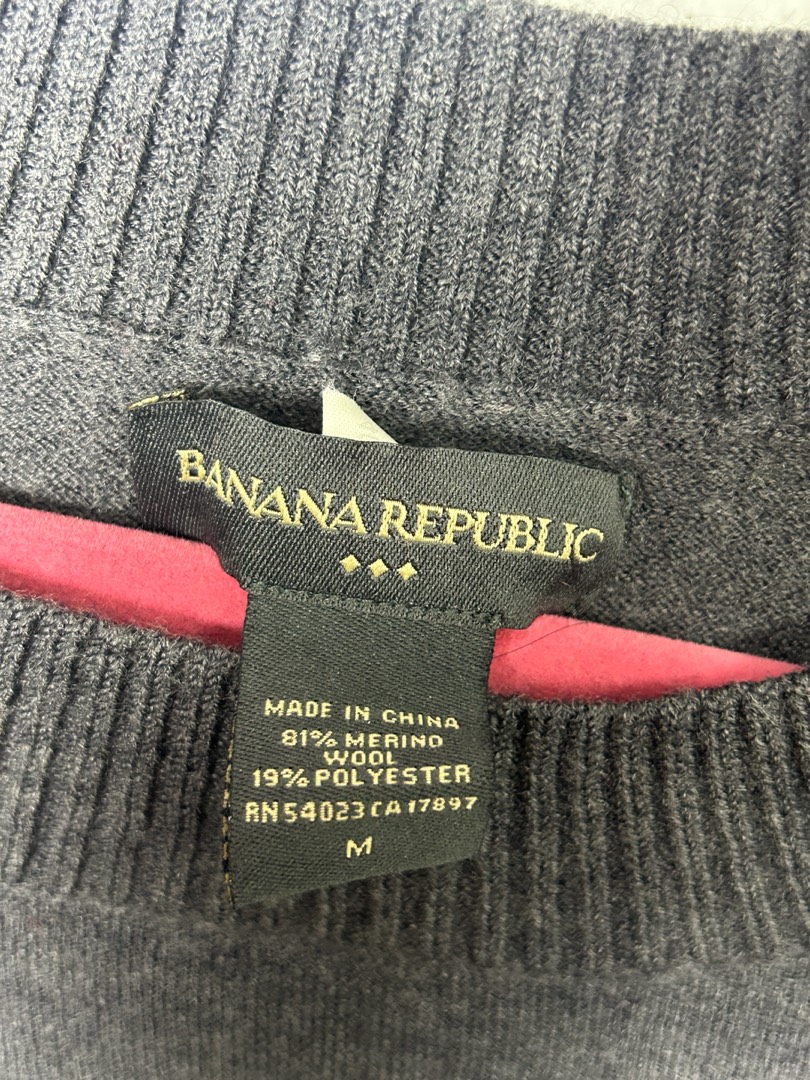 BANANA REPUBLIC
MADE IN CHINA
81% MERINO
WOOL
19% POLYESTER
RN54023 CA17897
M